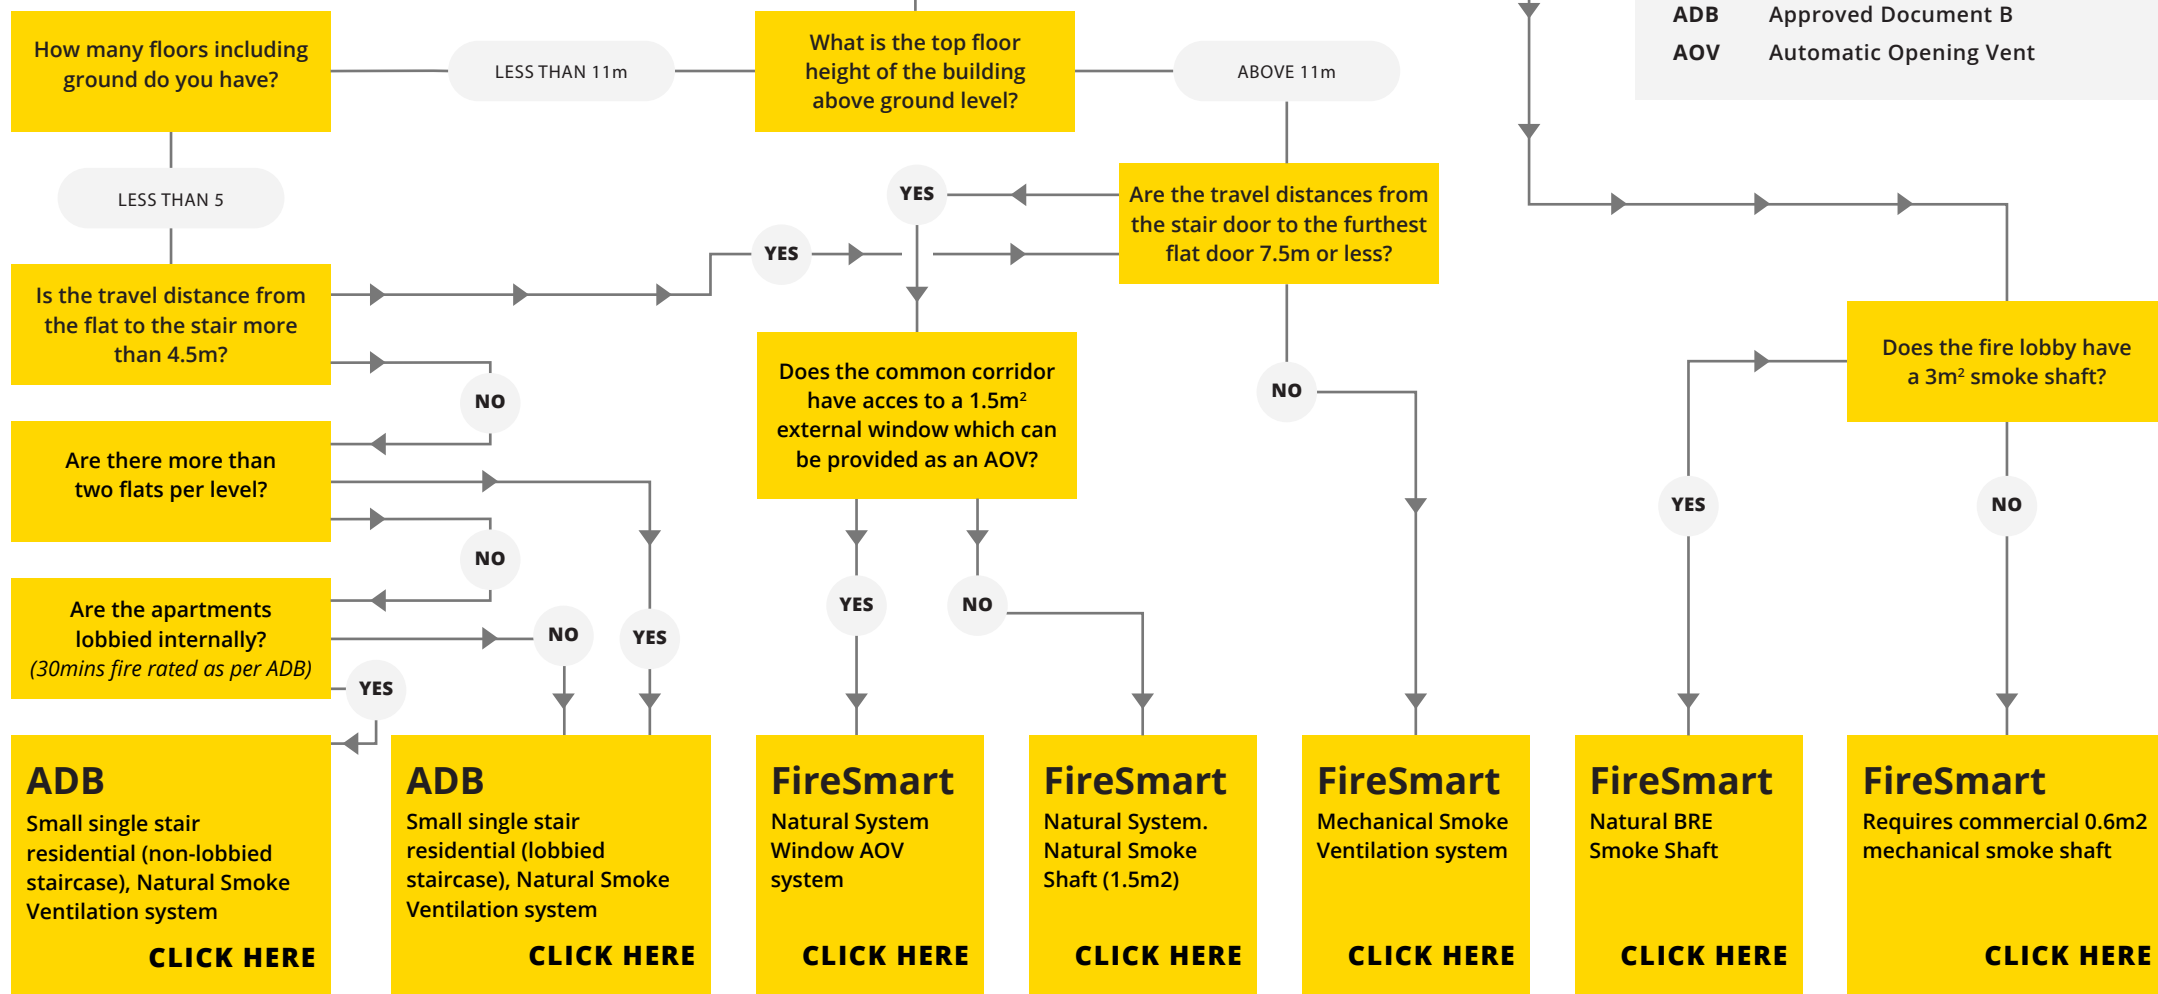 How many floors including
ground do you have?
LESS THAN 11m
What is the top floor
height of the building
above ground level?
ABOVE 11m
ADB Approved Document B
AOV Automatic Opening Vent
LESS THAN 5
YES
Are the travel distances from
the stair door to the furthest
flat door 7.5m or less?
YES
Is the travel distance from
the flat to the stair more
than 4.5m?
NO
Does the common corridor
have acces to a 1.5m²
external window which can
be provided as an AOV?
NO
Does the fire lobby have
a 3m² smoke shaft?
Are there more than
two flats per level?
YES
NO
NO
Are the apartments
lobbied internally?
(30mins fire rated as per ADB)
NO
YES
YES
NO
YES
ADB
Small single stair
residential (non-lobbied
staircase), Natural Smoke
Ventilation system
CLICK HERE
ADB
Small single stair
residential (lobbied
staircase), Natural Smoke
Ventilation system
CLICK HERE
FireSmart
Natural System
Window AOV
system
CLICK HERE
FireSmart
Natural System.
Natural Smoke
Shaft (1.5m2)
CLICK HERE
FireSmart
Mechanical Smoke
Ventilation system
CLICK HERE
FireSmart
Natural BRE
Smoke Shaft
CLICK HERE
FireSmart
Requires commercial 0.6m2
mechanical smoke shaft
CLICK HERE